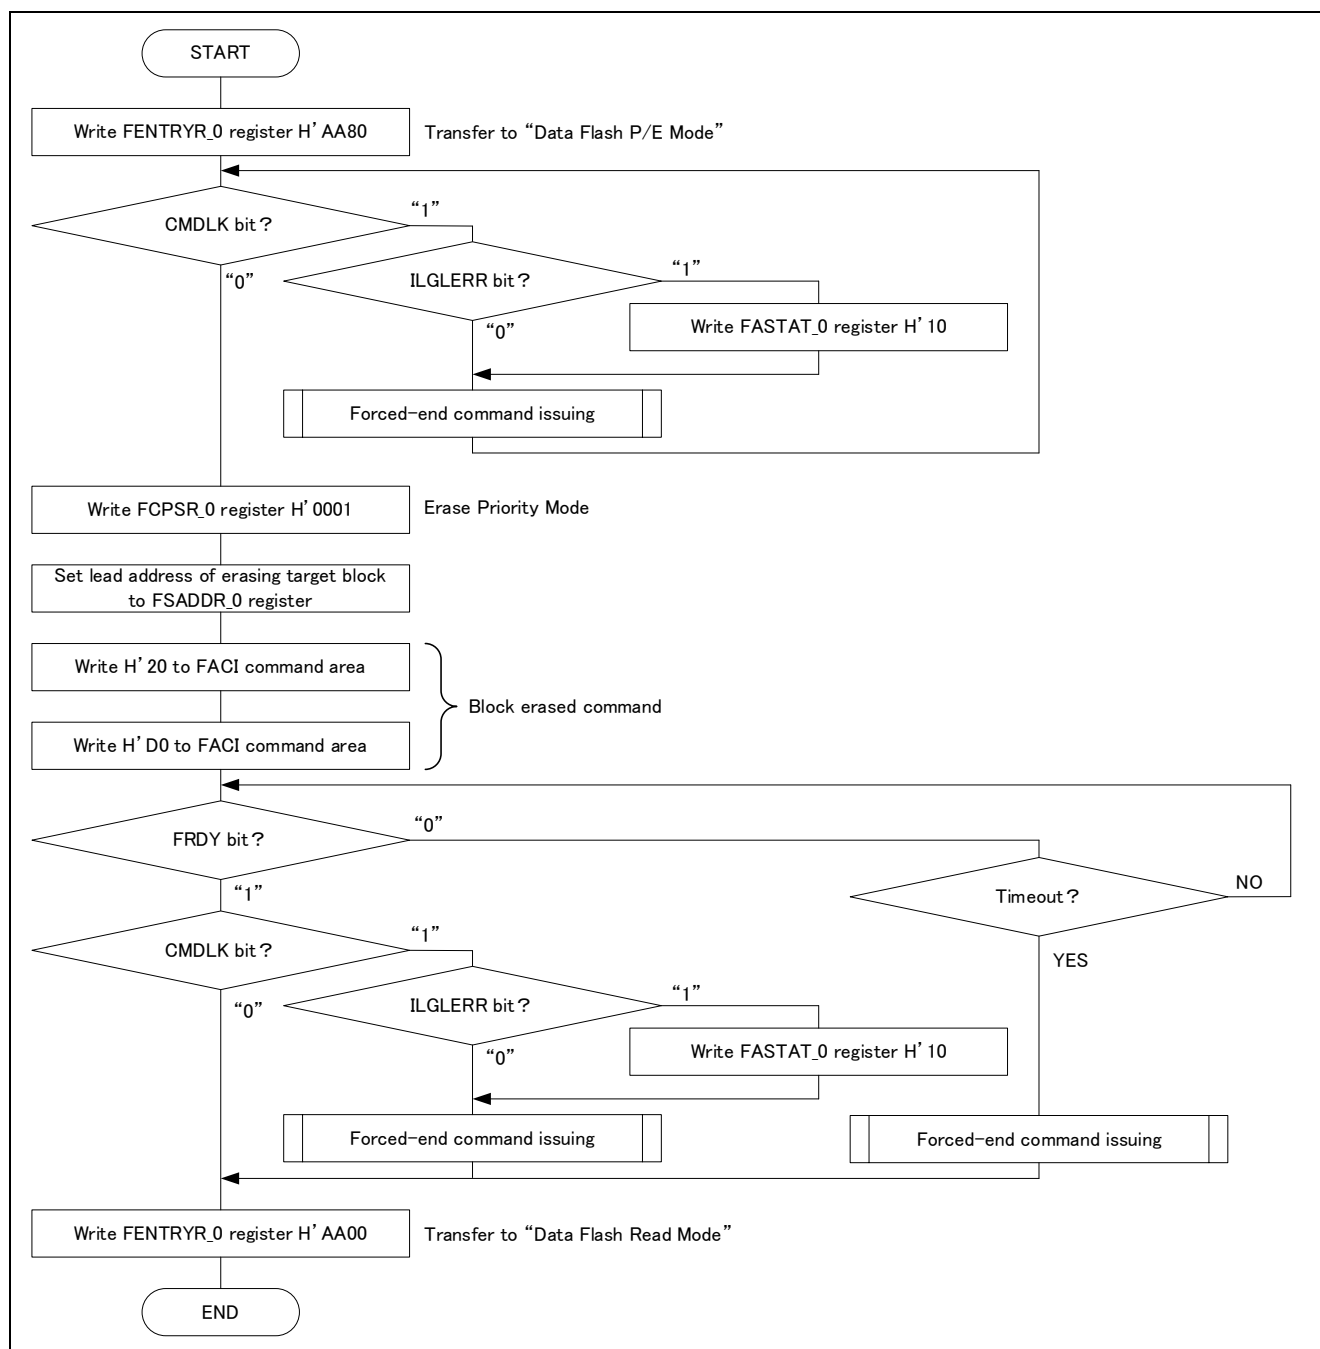 START
Write FENTRYR_0 register H’AA80
Transfer to “Data Flash P/E Mode”
CMDLK bit？
“1”
“0”
ILGLERR bit？
“1”
“0”
Write FASTAT_0 register H’10
Forced-end command issuing
Write FCPSR_0 register H’0001
Erase Priority Mode
Set lead address of erasing target block
to FSADDR_0 register
Write H’20 to FACI command area
Block erased command
Write H’D0 to FACI command area
FRDY bit？
“0”
“1”
Timeout？
NO
YES
CMDLK bit？
“1”
“0”
ILGLERR bit？
“1”
“0”
Write FASTAT_0 register H’10
Forced-end command issuing
Forced-end command issuing
Write FENTRYR_0 register H’AA00
Transfer to “Data Flash Read Mode”
END